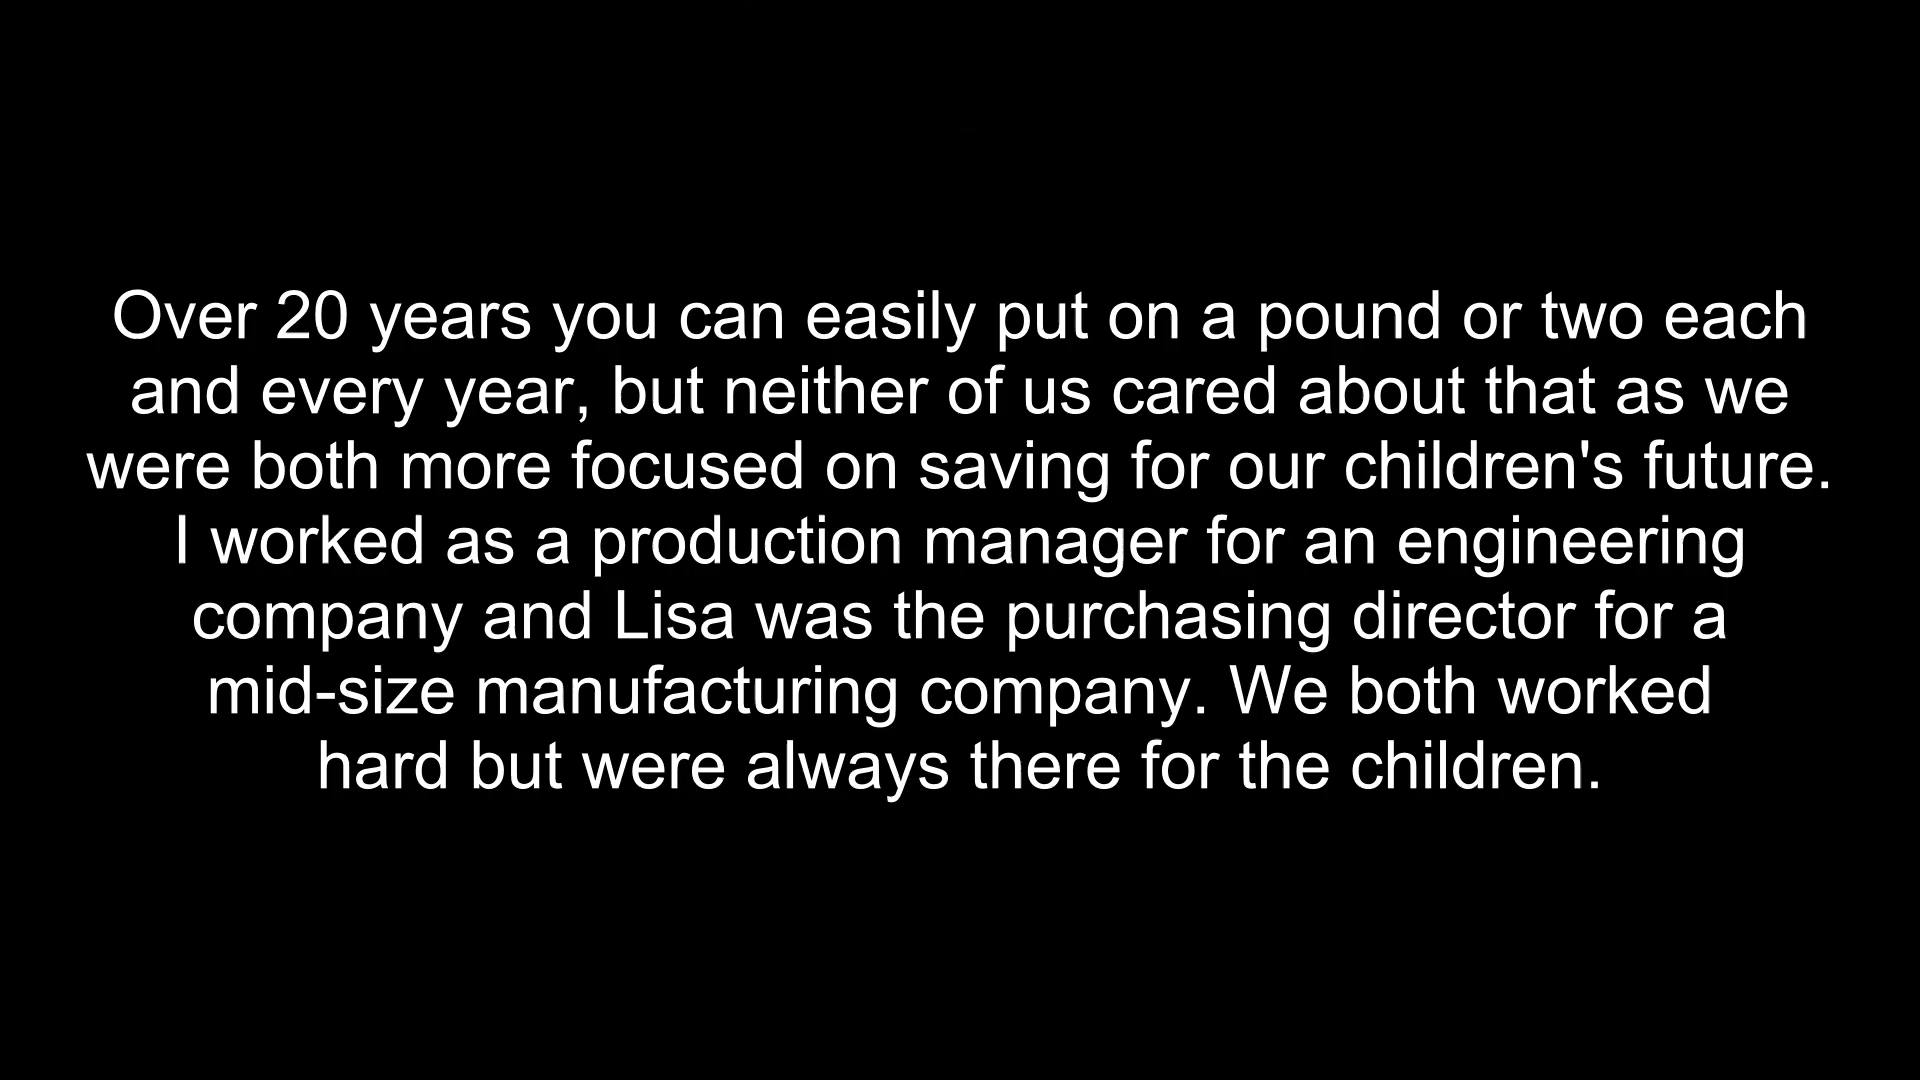 Over 20 years you can easily put on a pound or two each
and every year, but neither of us cared about that as we
were both more focused on saving for our children's future.
I worked as a production manager for an engineering
company and Lisa was the purchasing director for a
mid-size manufacturing company. We both worked
hard but were always there for the children.